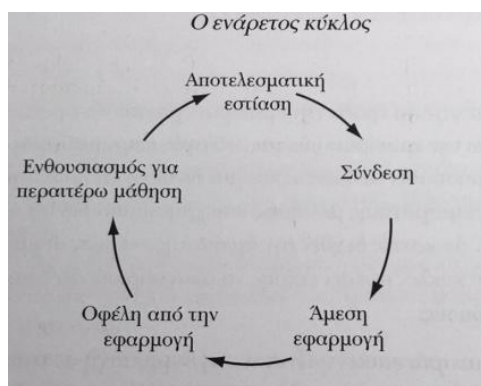 Ο ενάρετος κύκλος
Αποτελεσματική
εστίαση
Σύνδεση
Άμεση
εφαρμογή
Οφέλη από την
εφαρμογή
Ενθουσιασμός για
περαιτέρω μάθηση